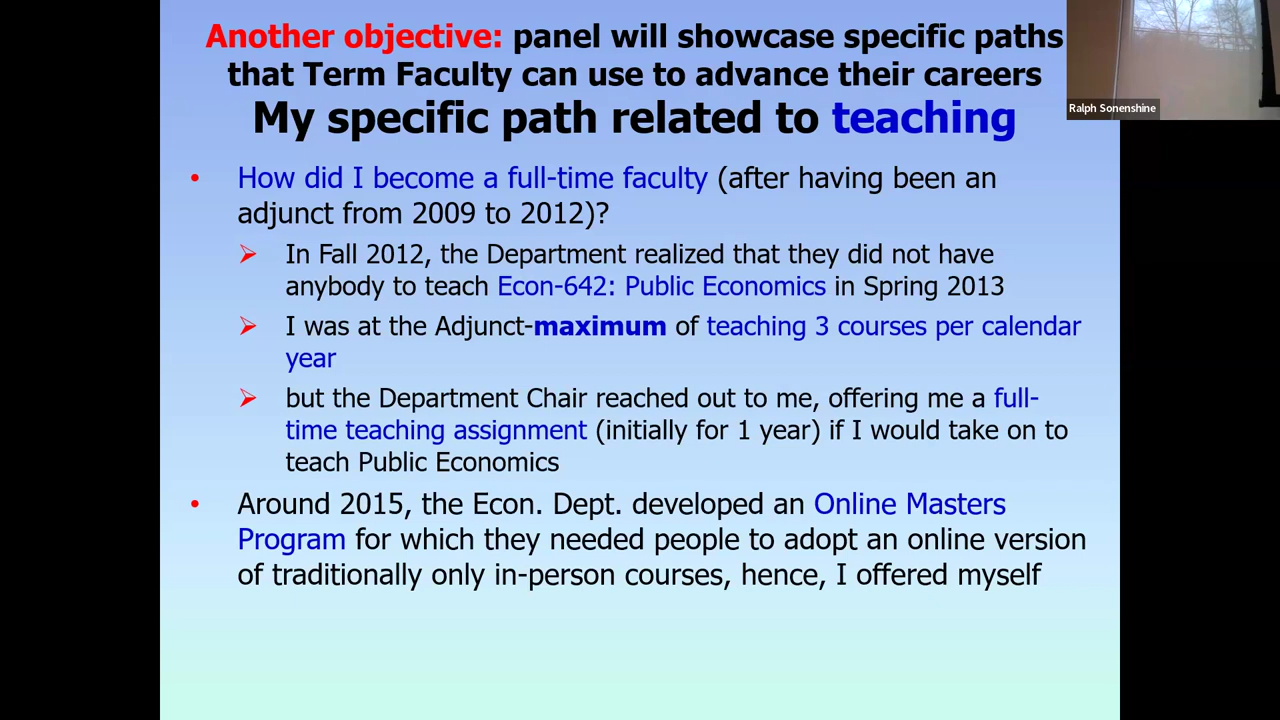 Another objective: panel will showcase specific paths
that Term Faculty can use to advance their careers
My specific path related to teaching
Ralph Sonenshine
• How did I become a full-time faculty (after having been an
adjunct from 2009 to 2012)?
➢ In Fall 2012, the Department realized that they did not have
anybody to teach Econ-642: Public Economics in Spring 2013
➢ I was at the Adjunct-maximum of teaching 3 courses per calendar
year
➢ but the Department Chair reached out to me, offering me a full-
time teaching assignment (initially for 1 year) if I would take on to
teach Public Economics
• Around 2015, the Econ. Dept. developed an Online Masters
Program for which they needed people to adopt an online version
of traditionally only in-person courses, hence, I offered myself